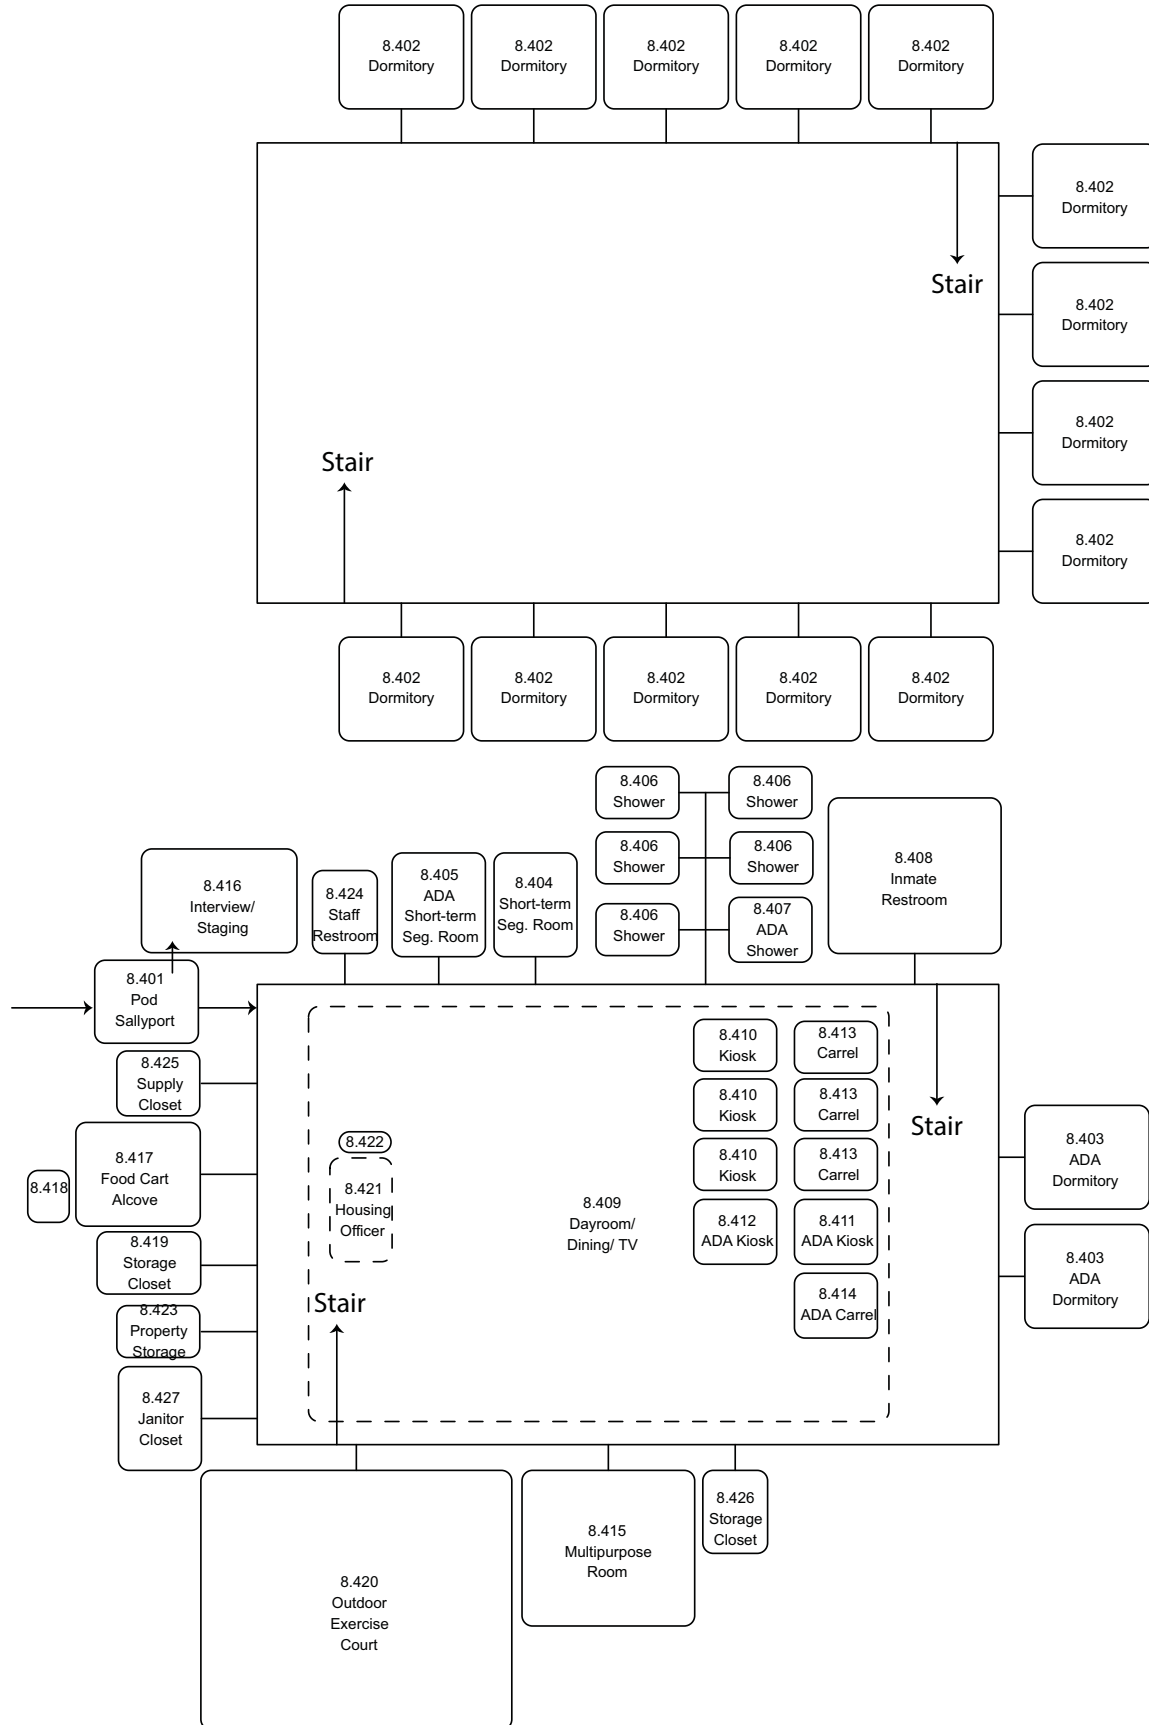 8.402
Dormitory
8.402
Dormitory
8.402
Dormitory
8.402
Dormitory
8.402
Dormitory
8.402
Dormitory
8.402
Dormitory
8.402
Dormitory
8.402
Dormitory
Stair
Stair
8.402
Dormitory
8.402
Dormitory
8.402
Dormitory
8.402
Dormitory
8.402
Dormitory
8.406
Shower
8.406
Shower
8.406
Shower
8.406
Shower
8.406
Shower
8.407
ADA
Shower
8.408
Inmate
Restroom
8.416
Interview/
Staging
8.424
Staff
Restroom
8.405
ADA
Short-term
Seg. Room
8.404
Short-term
Seg. Room
8.401
Pod
Sallyport
8.425
Supply
Closet
8.417
Food Cart
Alcove
8.418
8.419
Storage
Closet
8.423
Property
Storage
8.427
Janitor
Closet
8.422
8.421
Housing
Officer
Stair
8.409
Dayroom/
Dining/ TV
8.410
Kiosk
8.413
Carrel
8.410
Kiosk
8.413
Carrel
8.410
Kiosk
8.413
Carrel
8.412
ADA Kiosk
8.411
ADA Kiosk
8.414
ADA Carrel
Stair
8.403
ADA
Dormitory
8.403
ADA
Dormitory
8.420
Outdoor
Exercise
Court
8.415
Multipurpose
Room
8.426
Storage
Closet